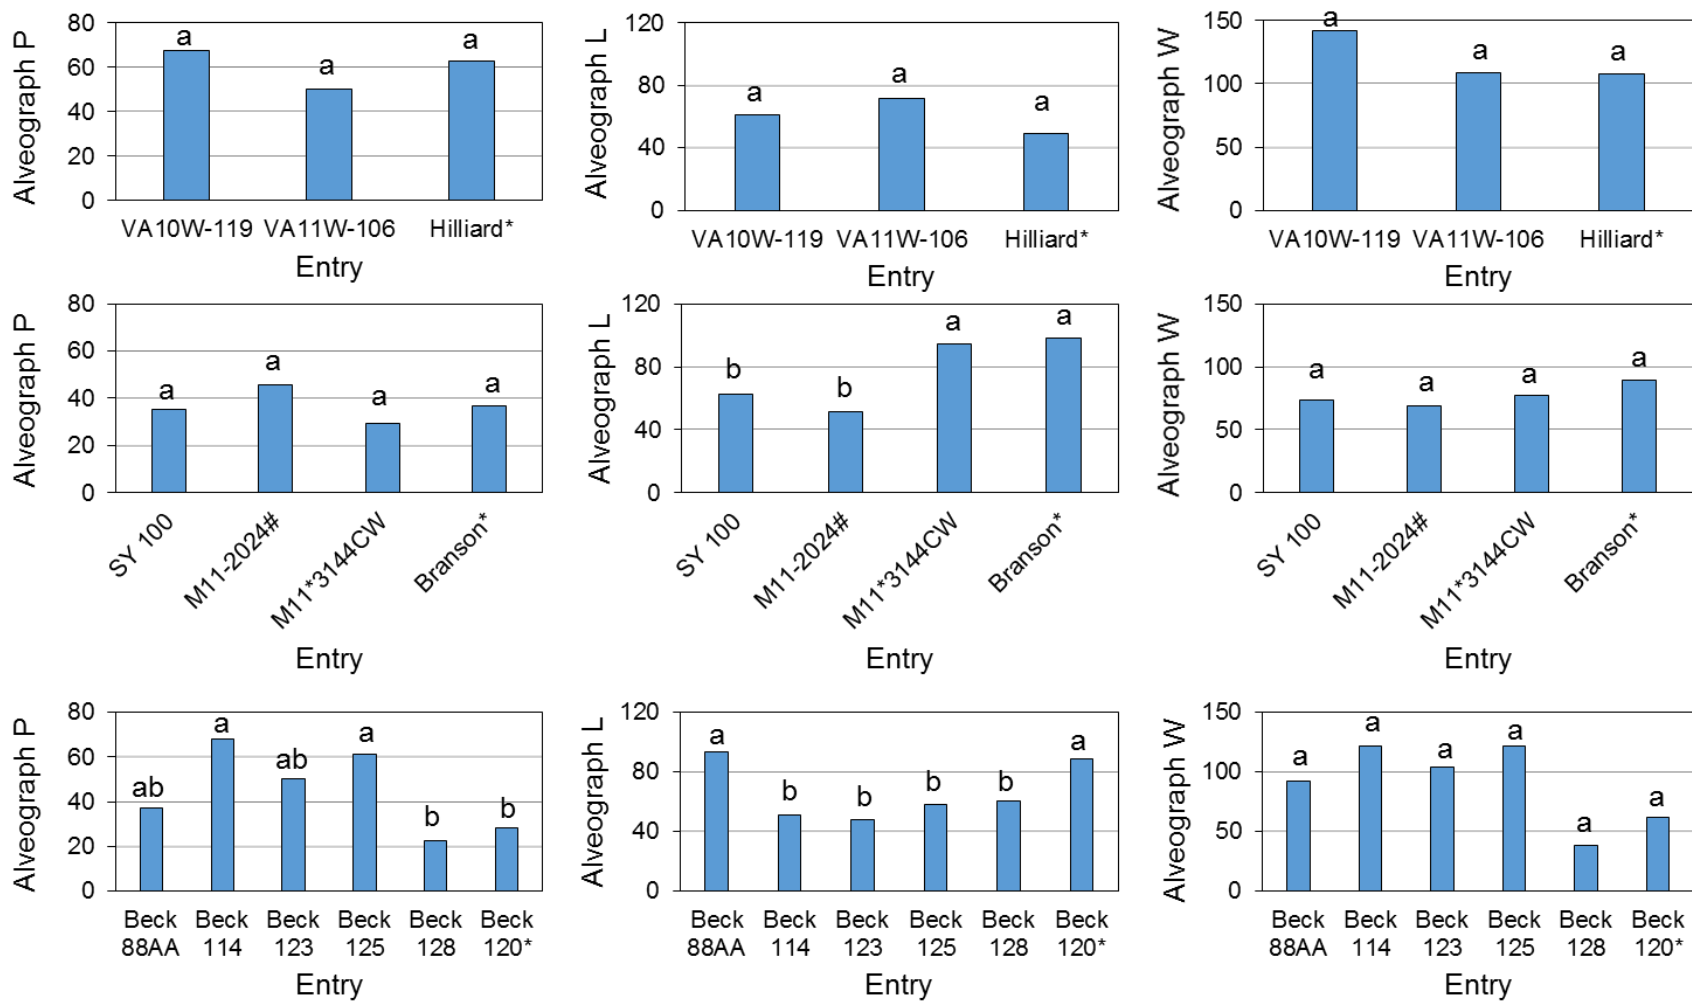 Alveograph P
80
60
40
20
0
a
a
a
VA10W-119 VA11W-106 Hilliard*
Entry
Alveograph L
120
80
40
0
a
a
a
VA10W-119 VA11W-106 Hilliard*
Entry
Alveograph W
150
100
50
0
a
a
a
VA10W-119 VA11W-106 Hilliard*
Entry
Alveograph P
80
60
40
20
0
a
a
a
a
SY 100
M11-2024#
M11*3144CW
Branson*
Entry
Alveograph L
120
80
40
0
b
b
a
a
SY 100
M11-2024#
M11*3144CW
Branson*
Entry
Alveograph W
150
100
50
0
a
a
a
a
SY 100
M11-2024#
M11*3144CW
Branson*
Entry
Alveograph P
80
60
40
20
0
ab
a
ab
a
b
b
Beck Beck Beck Beck Beck Beck
88AA 114 123 125 128 120*
Entry
Alveograph L
120
80
40
0
a
b
b
b
b
a
Beck Beck Beck Beck Beck Beck
88AA 114 123 125 128 120*
Entry
Alveograph W
150
100
50
0
a
a
a
a
a
a
Beck Beck Beck Beck Beck Beck
88AA 114 123 125 128 120*
Entry